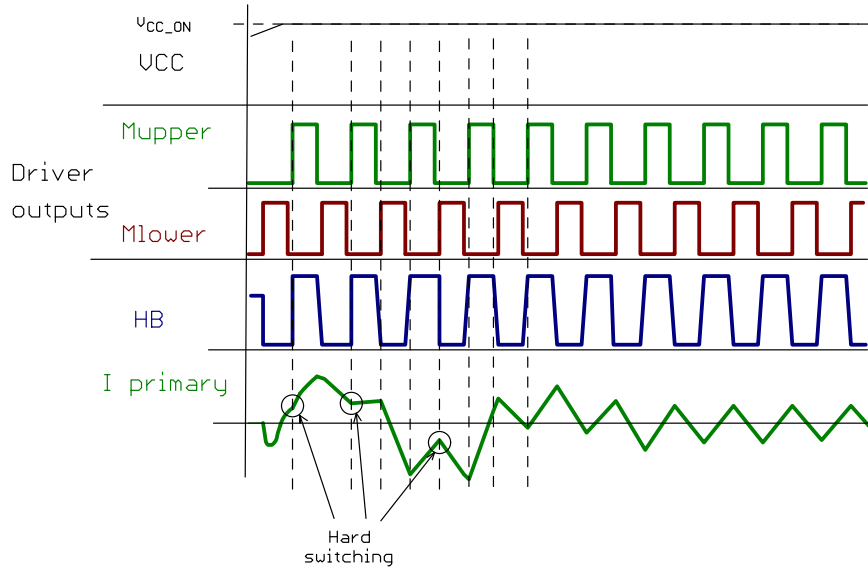 VCC_ON
VCC
Mupper
Driver
outputs
Mlower
HB
I primary
Hard
switching